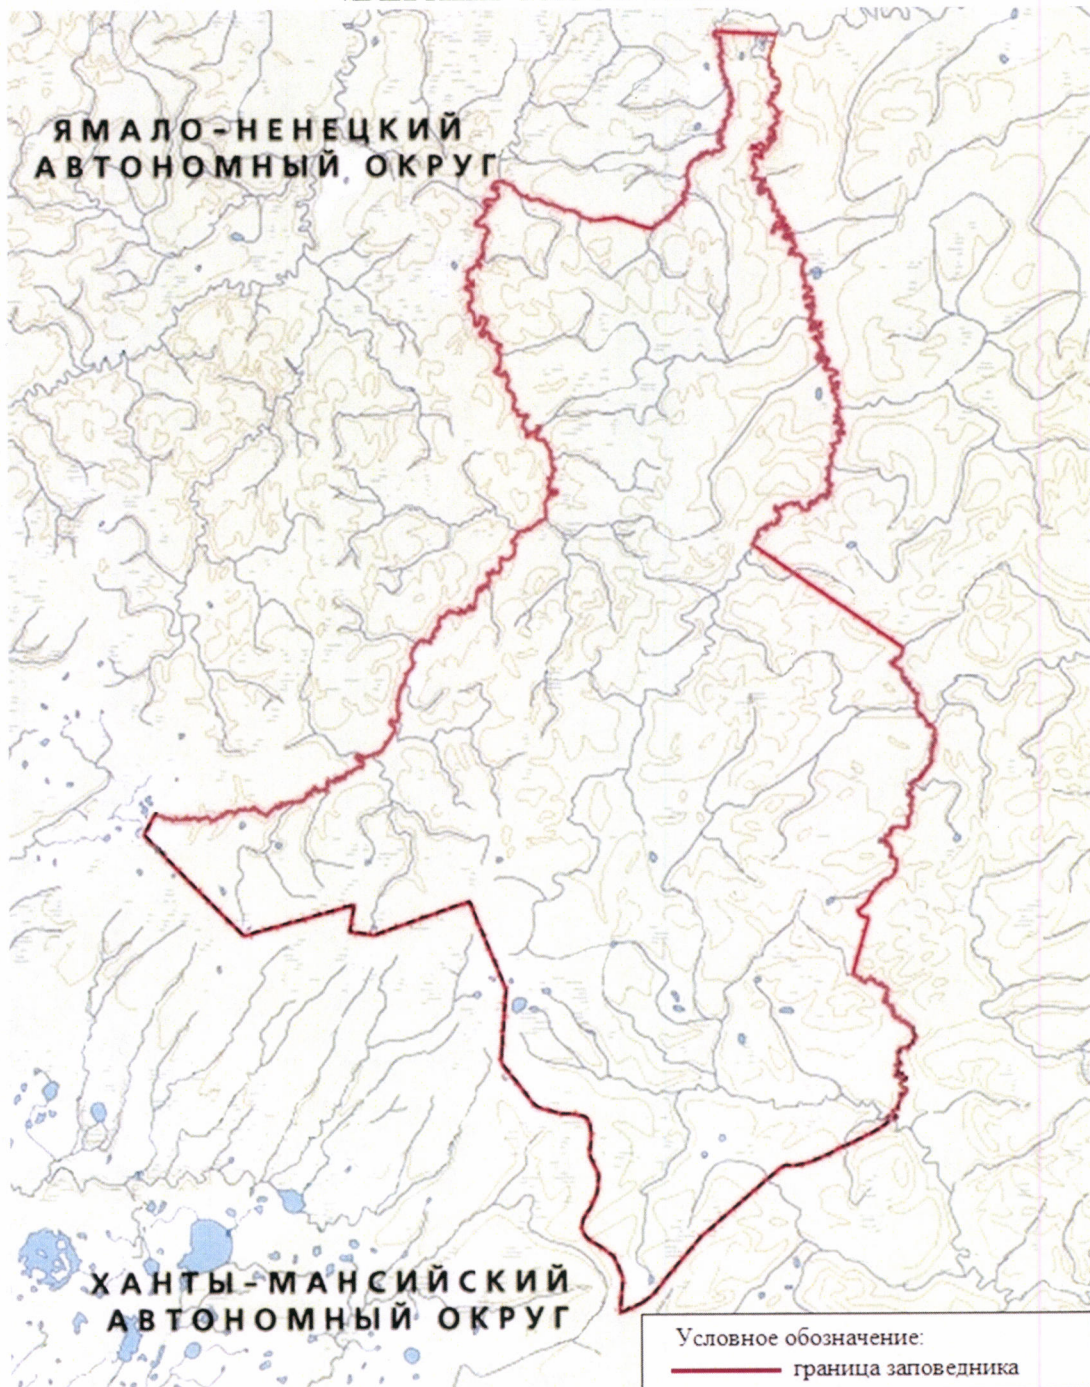 ЯМАЛО-НЕНЕЦКИЙ
АВТОНОМНЫЙ ОКРУГ
ХАНТЫ-МАНСИЙСКИЙ
АВТОНОМНЫЙ ОКРУГ
Условное обозначение:
граница заповедника